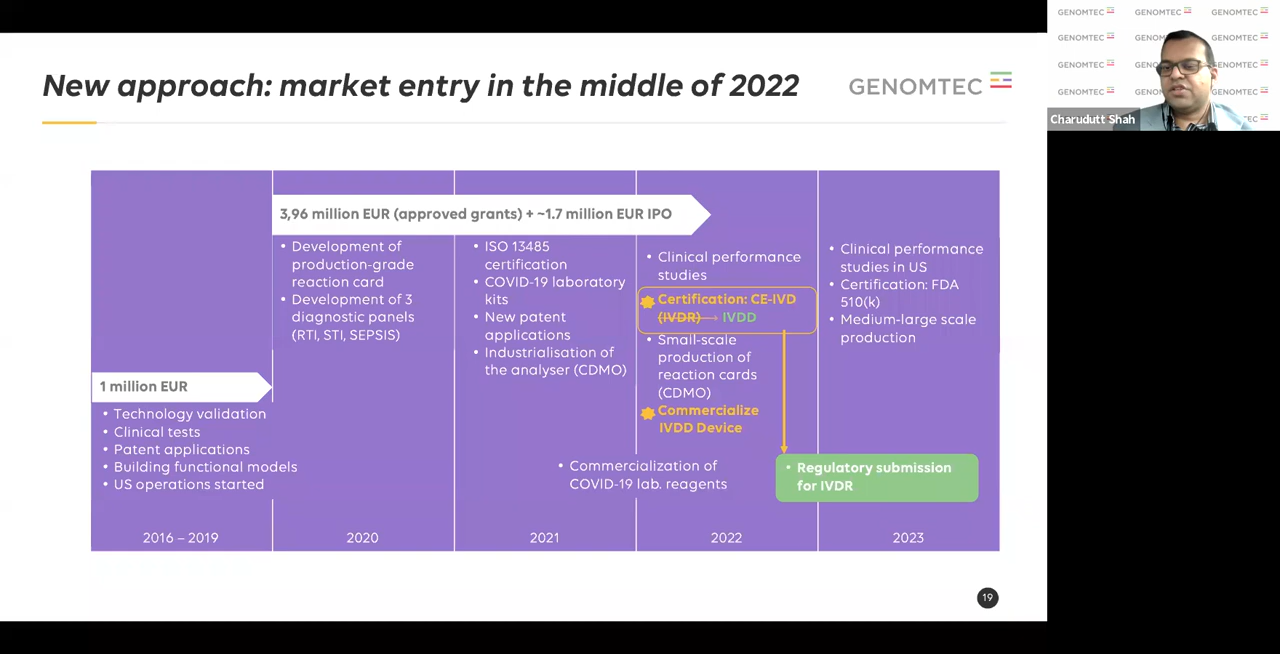 New approach: market entry in the middle of 2022
GENOMTEC
3,96 million EUR (approved grants) + ~1.7 million EUR IPO
1 million EUR
• Technology validation
• Clinical tests
• Patent applications
• Building functional models
• US operations started
2016 – 2019
• Development of
production-grade
reaction card
• Development of 3
diagnostic panels
(RTI, STI, SEPSIS)
2020
• ISO 13485
certification
• COVID-19 laboratory
kits
• New patent
applications
• Industrialisation of
the analyser (CDMO)
• Commercialization of
COVID-19 lab. reagents
2021
• Clinical performance
studies
Certification: CE-IVD
(IVDR) → IVDD
• Small-scale
production of
reaction cards
(CDMO)
Commercialize
IVDD Device
2022
• Regulatory submission
for IVDR
• Clinical performance
studies in US
• Certification: FDA
510(k)
• Medium-large scale
production
2023
19
GENOMTEC GENOMTEC GENOMTEC
GENOMTEC
GENOMTEC GENOMTEC
GENOMTEC
Charudutt Shah